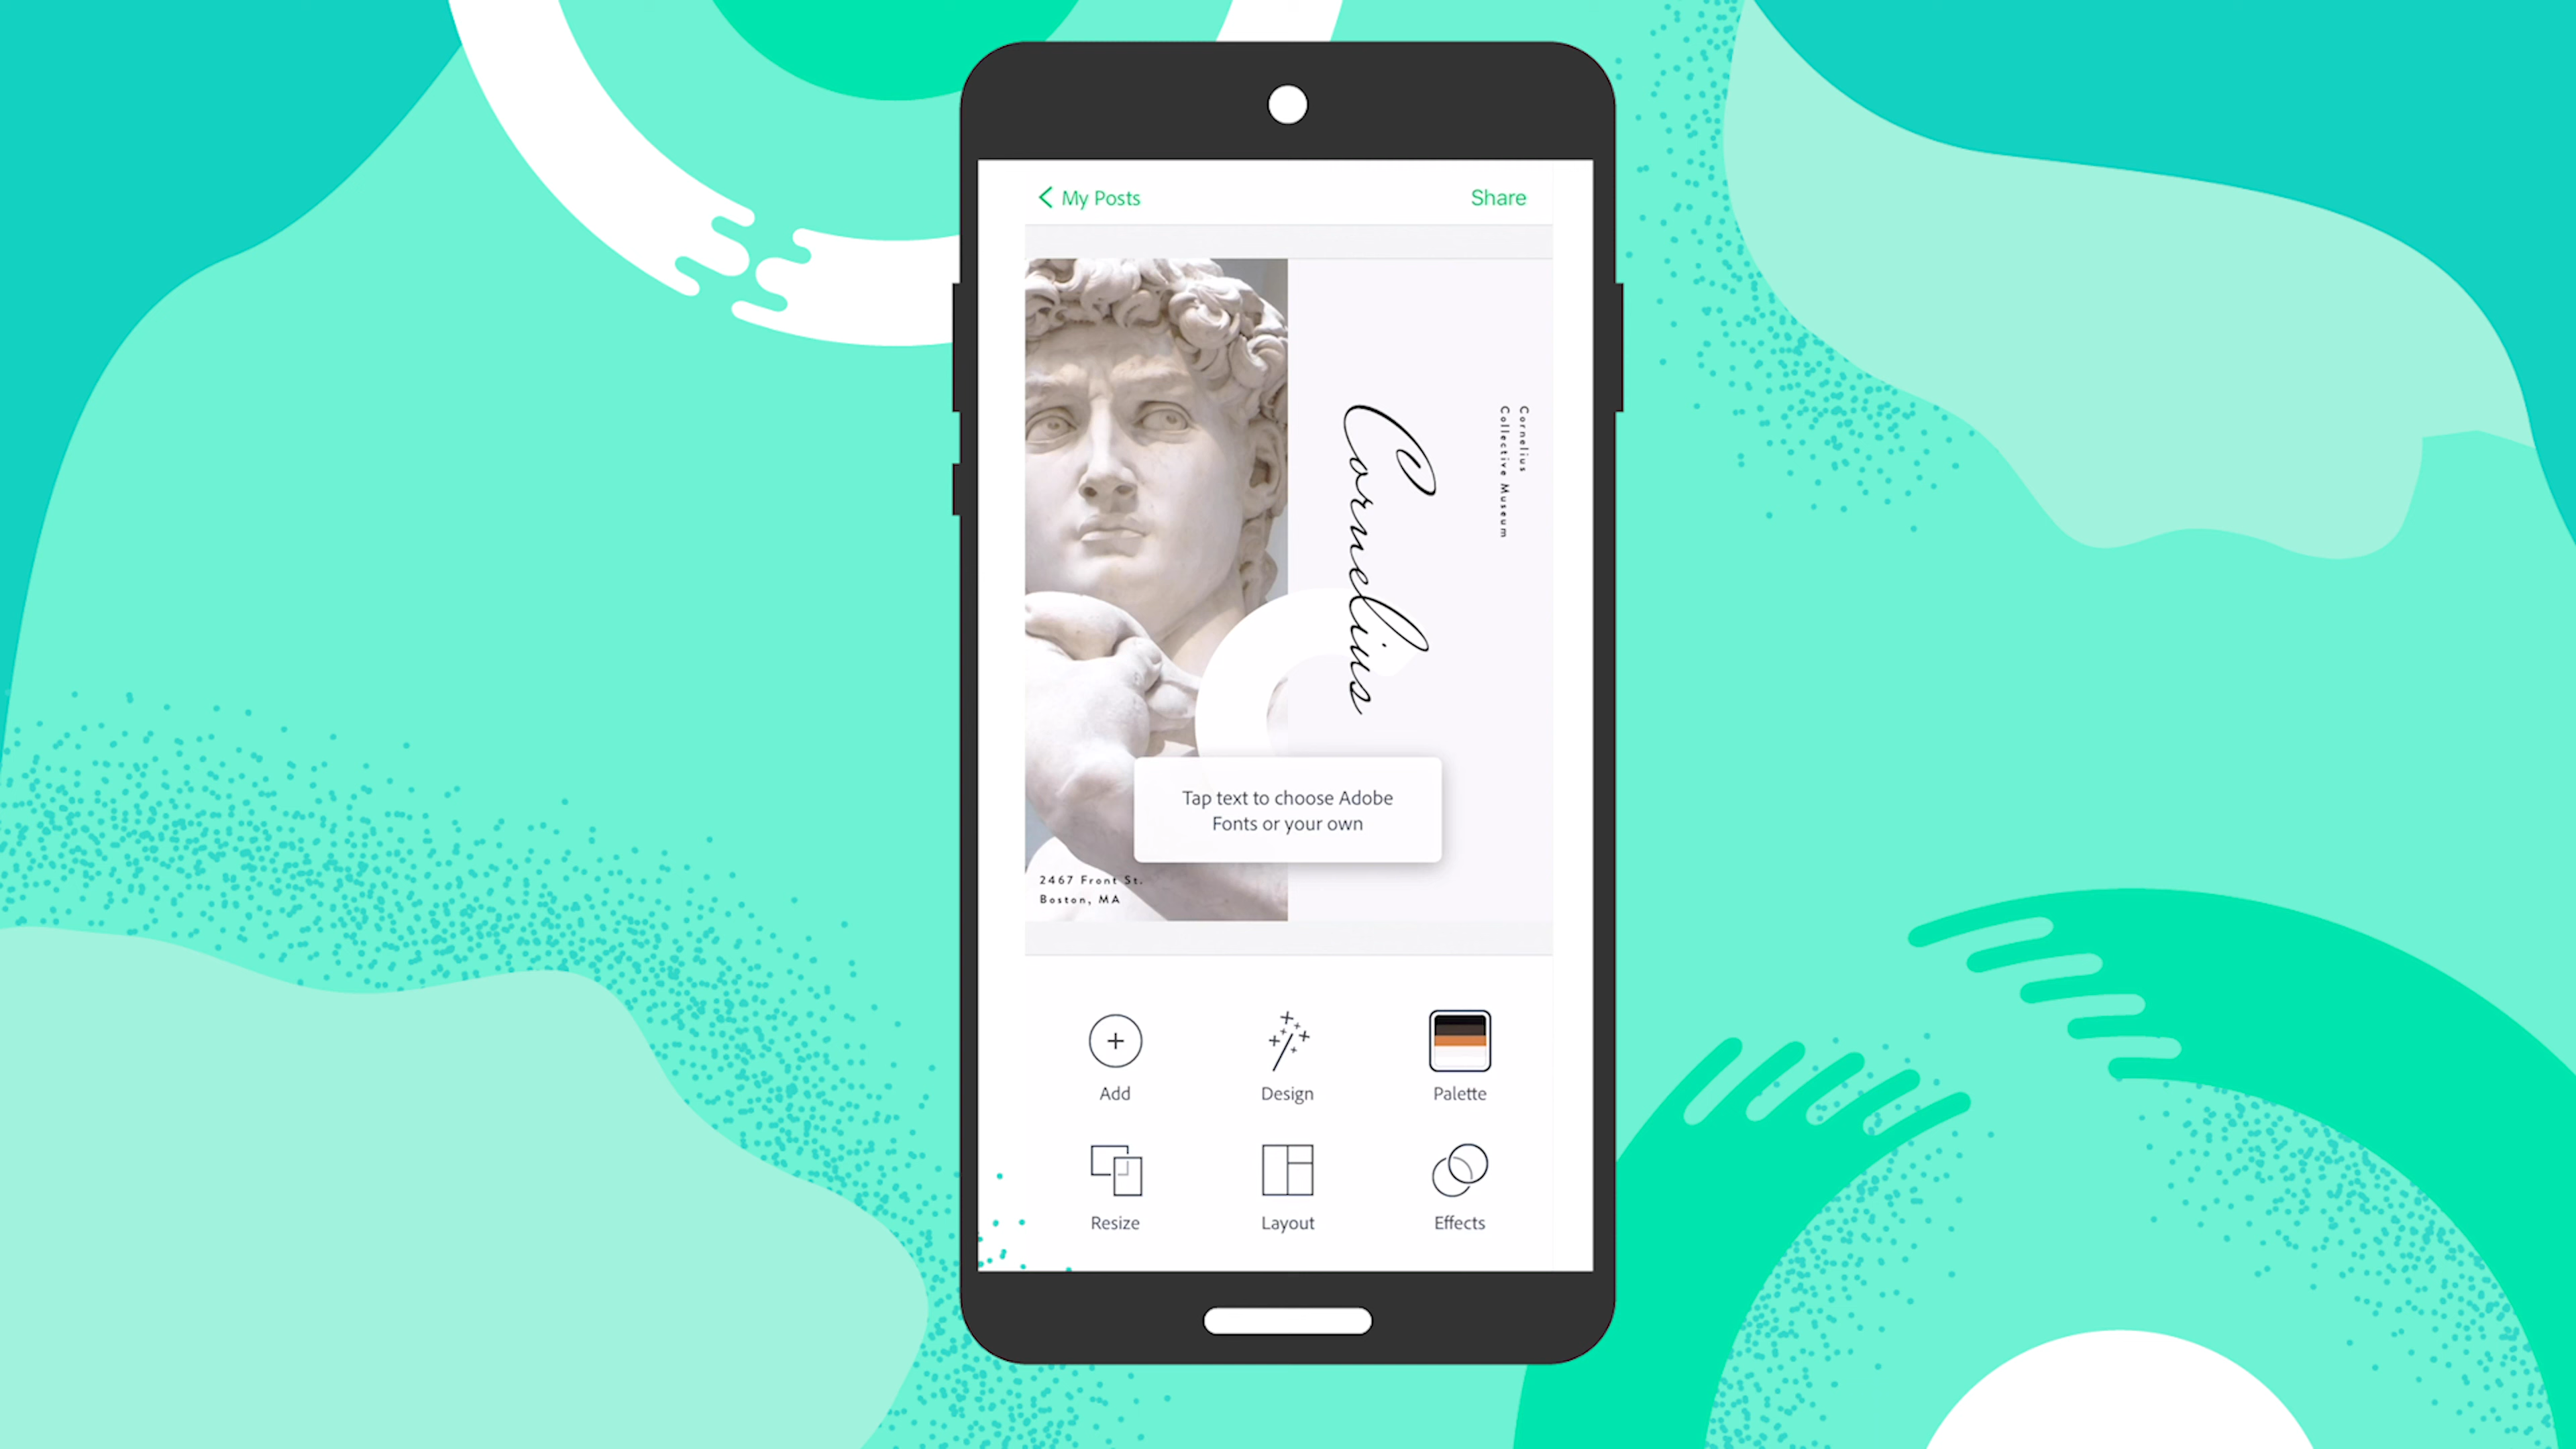 My Posts
Share
Cornelius
Collective Museum
Cornelius
Tap text to choose Adobe
Fonts or your own
2467 Front St.
Boston, MA
Add
Design
Palette
Resize
Layout
Effects